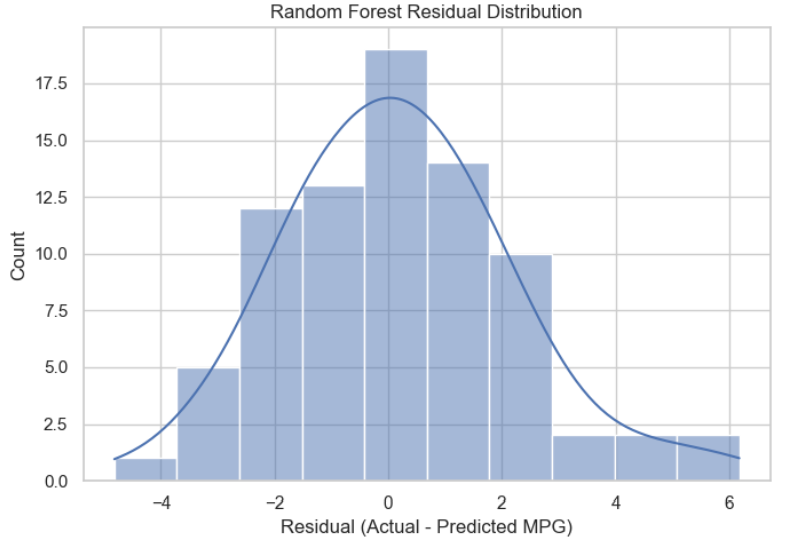 Random Forest Residual Distribution
17.5
15.0
12.5
10.0
7.5
5.0
2.5
0.0
Count
−4 −2 0 2 4 6
Residual (Actual - Predicted MPG)